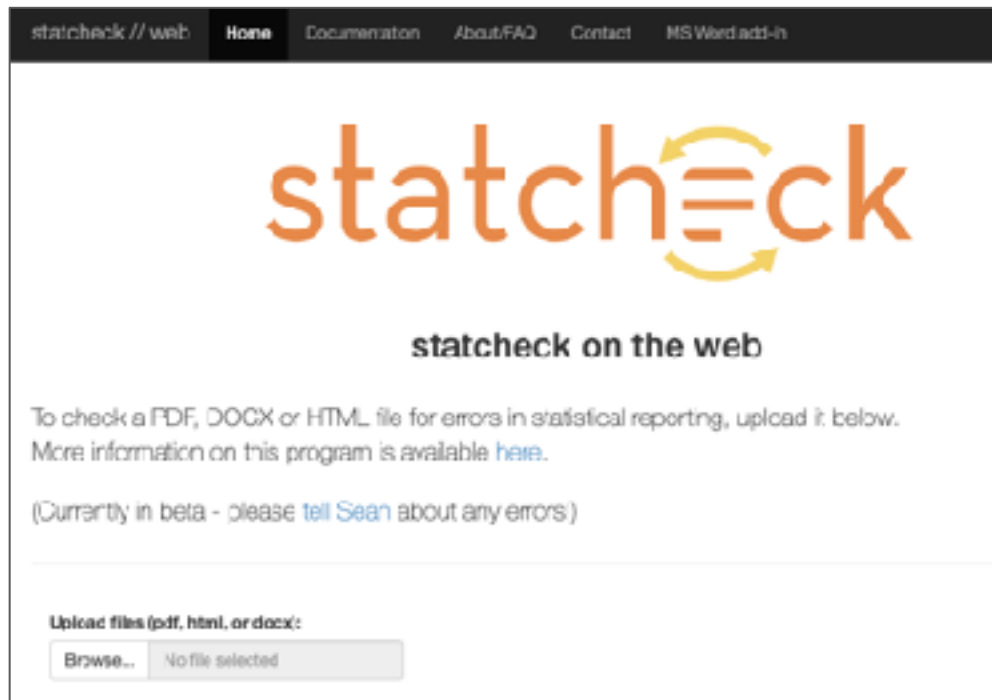 statcheck // web Home Documentation About/FAQ Contact MS Word add-in
statcheck
statcheck on the web
To check a PDF, DOCX or HTML file for errors in statistical reporting, upload it below.
More information on this program is available here.
(Currently in beta - please tell Sean about any errors!)
Upload files (pdf, html, or docx):
Browse... No file selected